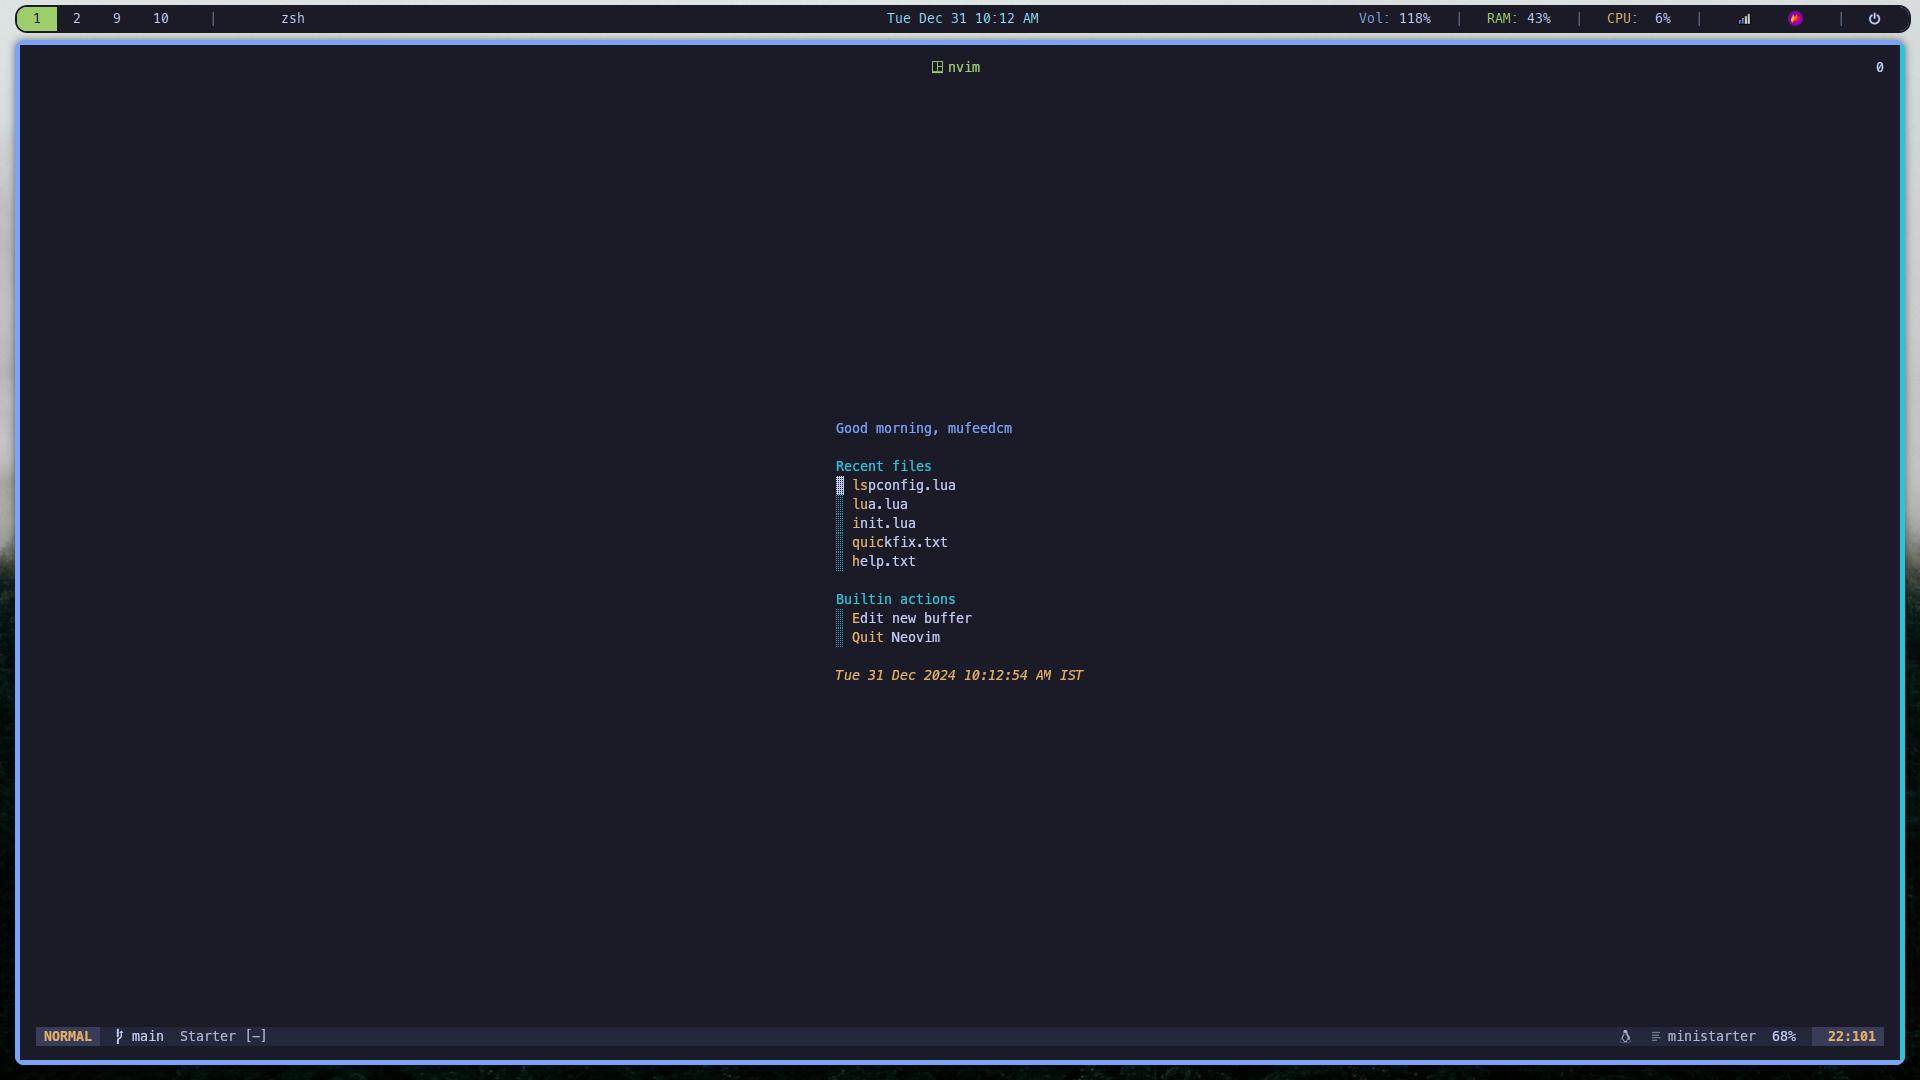 1 2 9 10 | zsh Tue Dec 31 10:12 AM Vol: 118% | RAM: 43% | CPU: 6% | |
nvim 0
Good morning, mufeedcm
Recent files
lspconfig.lua
lua.lua
init.lua
quickfix.txt
help.txt
Builtin actions
Edit new buffer
Quit Neovim
Tue 31 Dec 2024 10:12:54 AM IST
NORMAL main Starter [-] ministarter 68% 22:101